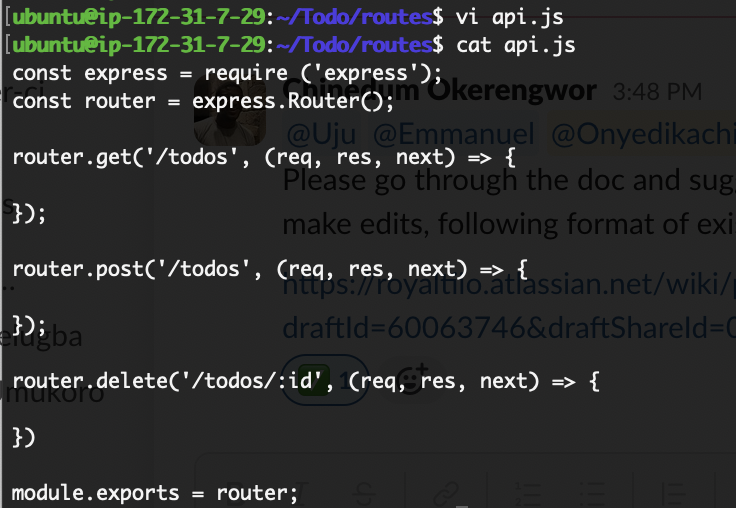 [ubuntu@ip-172-31-7-29:~/Todo/routes$ vi api.js
[ubuntu@ip-172-31-7-29:~/Todo/routes$ cat api.js
const express = require ('express');
const router = express.Router();
router.get('/todos', (req, res, next) => {
});
router.post('/todos', (req, res, next) => {
});
router.delete('/todos/:id', (req, res, next) => {
})
module.exports = router;
Chinedum Okerengwor 3:48 PM
@Uju @Emmanuel @Onyedikachi
Please go through the doc and sugg
make edits, following format of exi
https://royaltilo.atlassian.net/wiki/p
draftId=60063746&draftShareId=0
1